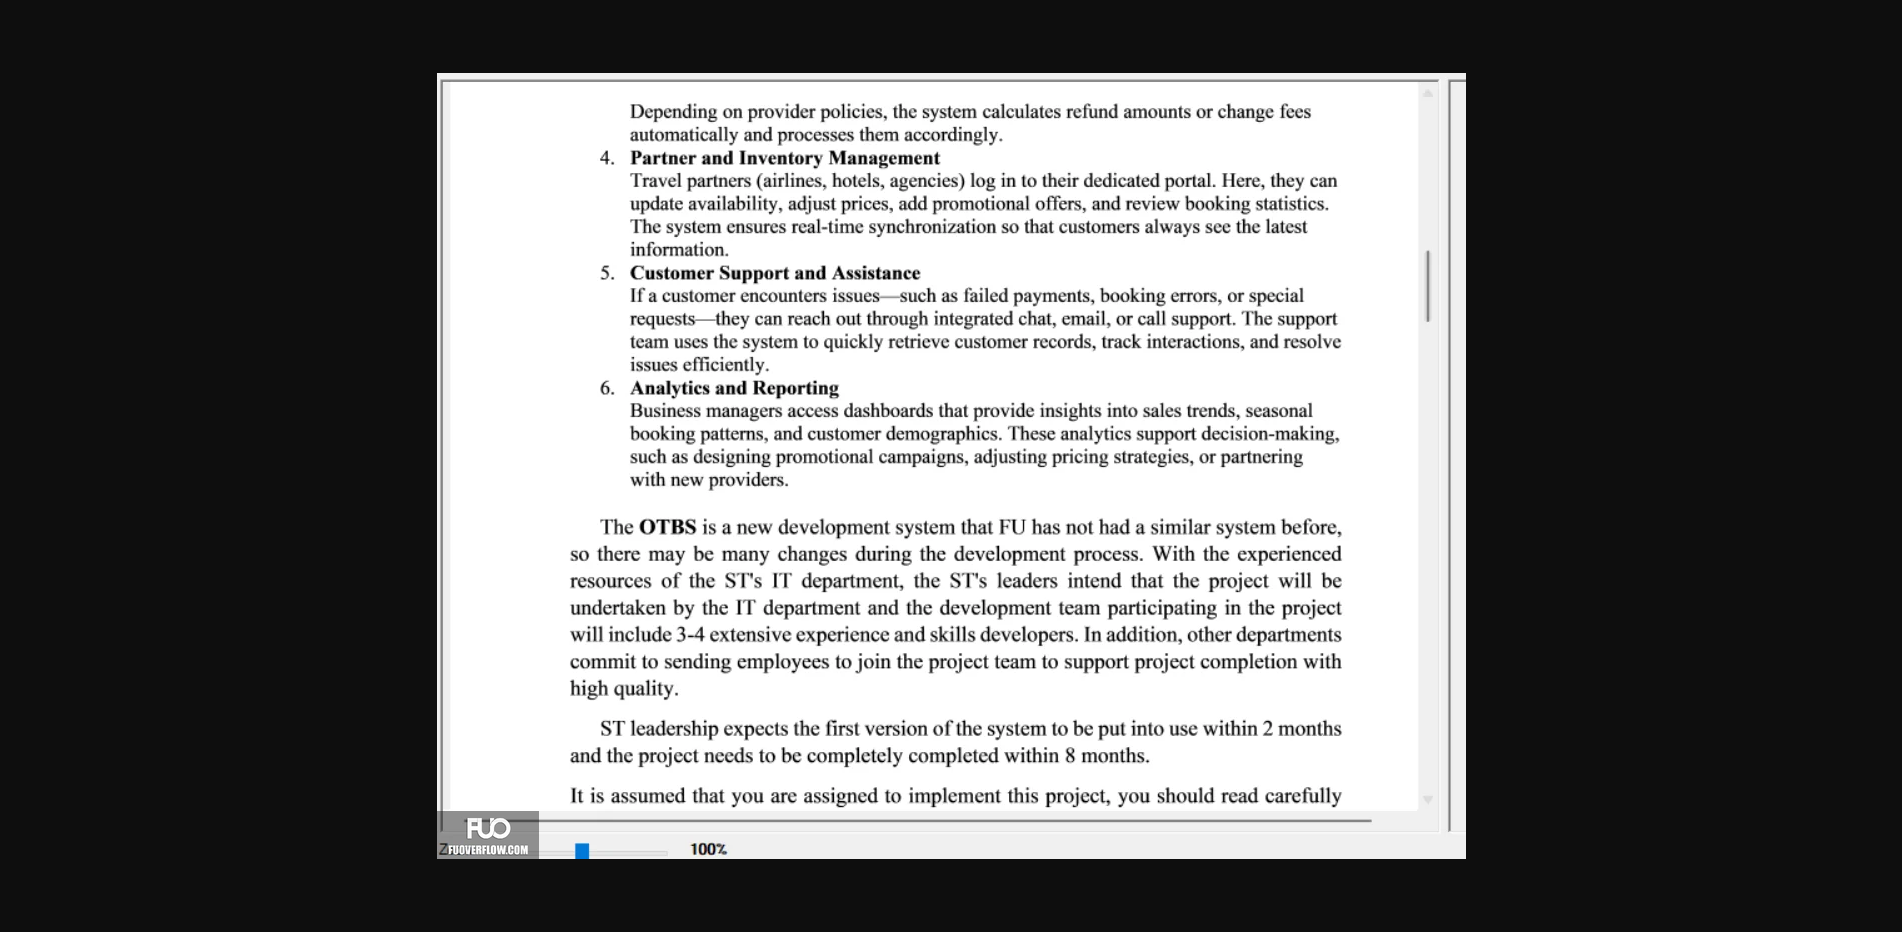 Depending on provider policies, the system calculates refund amounts or change fees
automatically and processes them accordingly.
4. Partner and Inventory Management
Travel partners (airlines, hotels, agencies) log in to their dedicated portal. Here, they can
update availability, adjust prices, add promotional offers, and review booking statistics.
The system ensures real-time synchronization so that customers always see the latest
information.
5. Customer Support and Assistance
If a customer encounters issues—such as failed payments, booking errors, or special
requests—they can reach out through integrated chat, email, or call support. The support
team uses the system to quickly retrieve customer records, track interactions, and resolve
issues efficiently.
6. Analytics and Reporting
Business managers access dashboards that provide insights into sales trends, seasonal
booking patterns, and customer demographics. These analytics support decision-making,
such as designing promotional campaigns, adjusting pricing strategies, or partnering
with new providers.
The OTBS is a new development system that FU has not had a similar system before,
so there may be many changes during the development process. With the experienced
resources of the ST's IT department, the ST's leaders intend that the project will be
undertaken by the IT department and the development team participating in the project
will include 3-4 extensive experience and skills developers. In addition, other departments
commit to sending employees to join the project team to support project completion with
high quality.
ST leadership expects the first version of the system to be put into use within 2 months
and the project needs to be completely completed within 8 months.
It is assumed that you are assigned to implement this project, you should read carefully
FUO
FUOVERFLOW.COM
100%